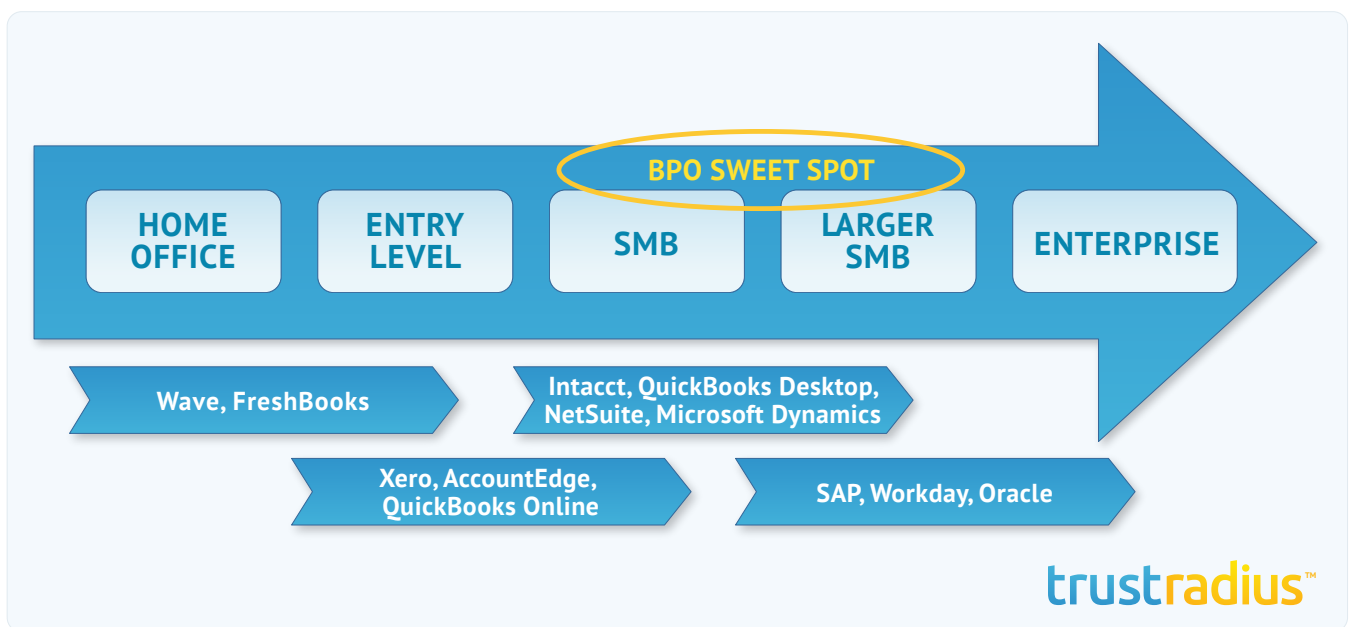 BPO SWEET SPOT
HOME
OFFICE
ENTRY
LEVEL
SMB
LARGER
SMB
ENTERPRISE
Wave, FreshBooks
Intacct, QuickBooks Desktop,
NetSuite, Microsoft Dynamics
Xero, AccountEdge,
QuickBooks Online
SAP, Workday, Oracle
trustradius™